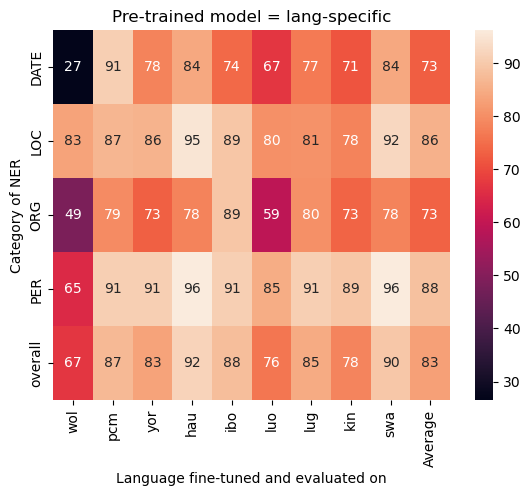 Pre-trained model = lang-specific
Category of NER
DATE 27 91 78 84 74 67 77 71 84 73
LOC 83 87 86 95 89 80 81 78 92 86
ORG 49 79 73 78 89 59 80 73 78 73
PER 65 91 91 96 91 85 91 89 96 88
overall 67 87 83 92 88 76 85 78 90 83
wol pcm yor hau ibo luo lug kin swa Average
Language fine-tuned and evaluated on
90
80
70
60
50
40
30